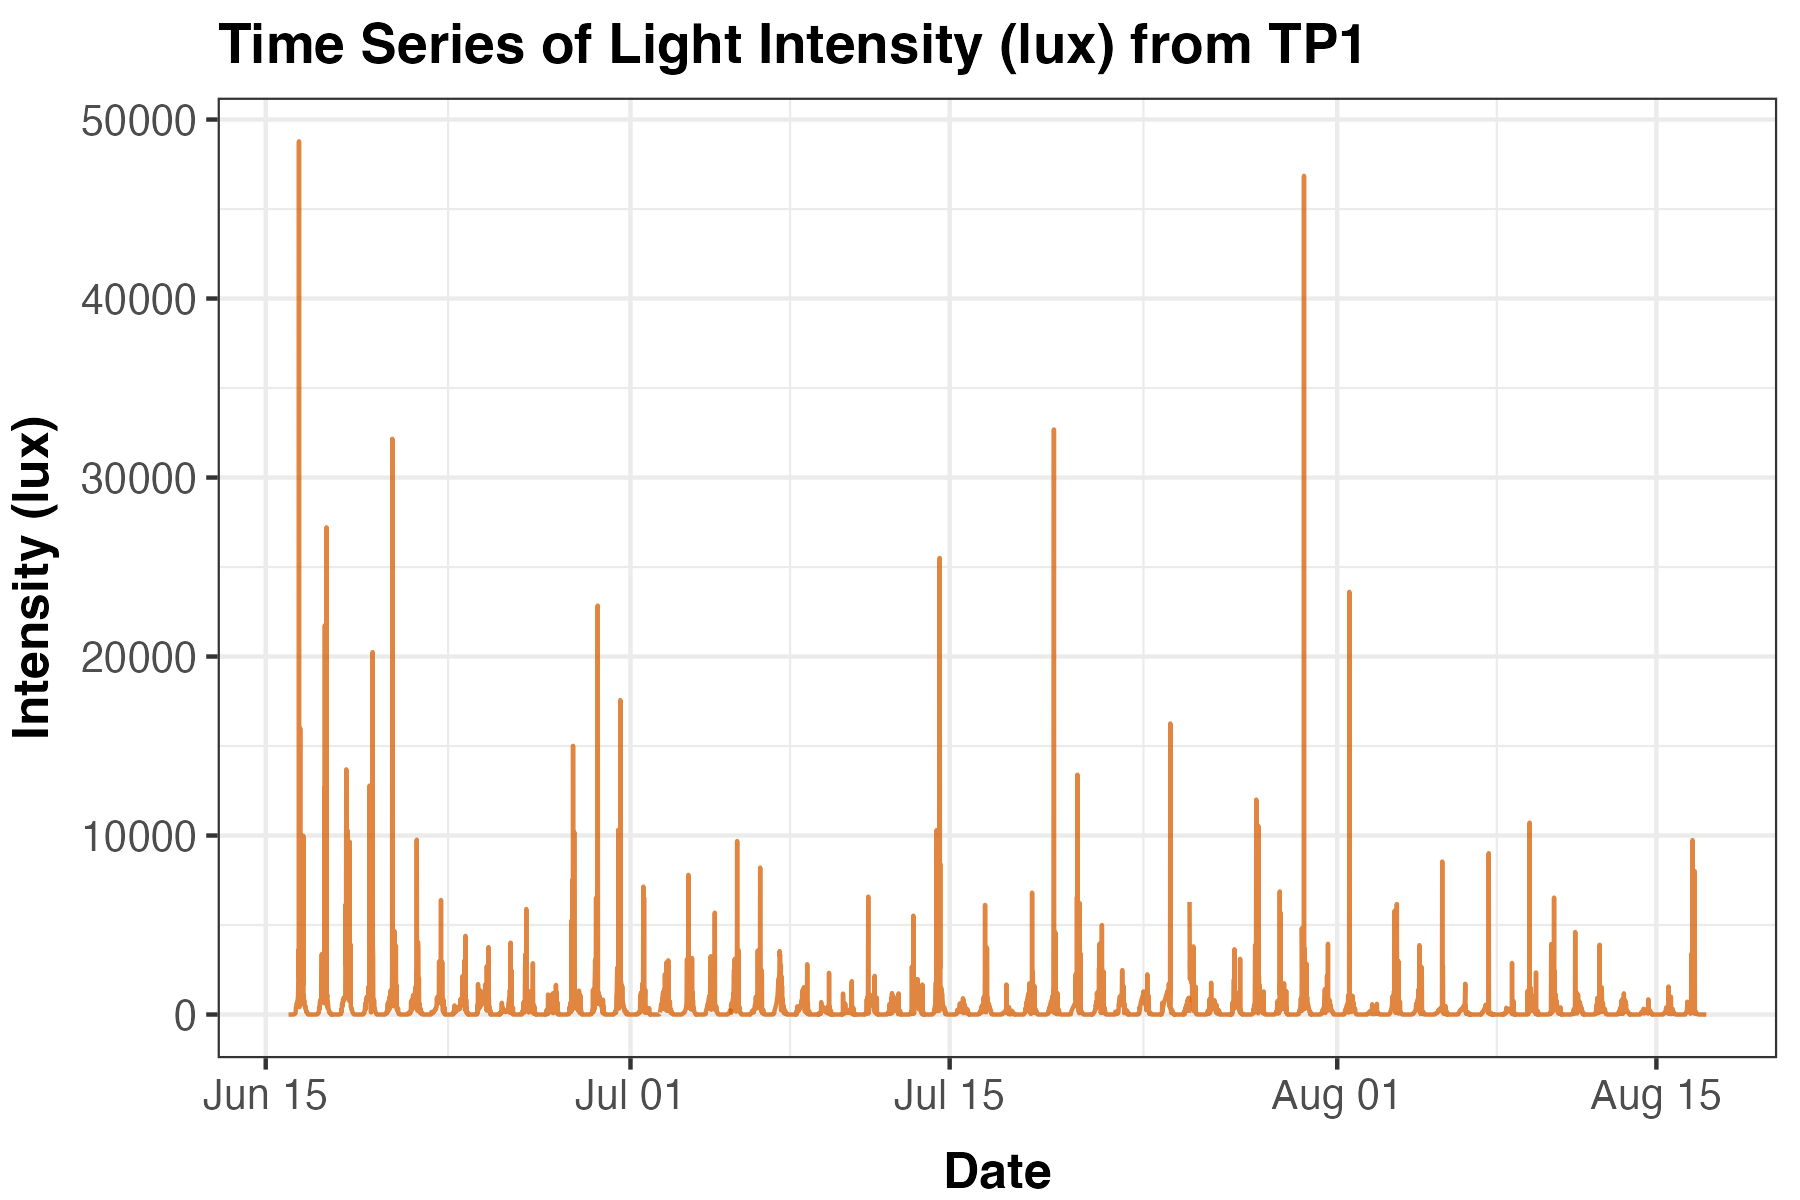 Time Series of Light Intensity (lux) from TP1
50000
40000
30000
20000
10000
0
Intensity (lux)
Jun 15 Jul 01 Jul 15 Aug 01 Aug 15
Date